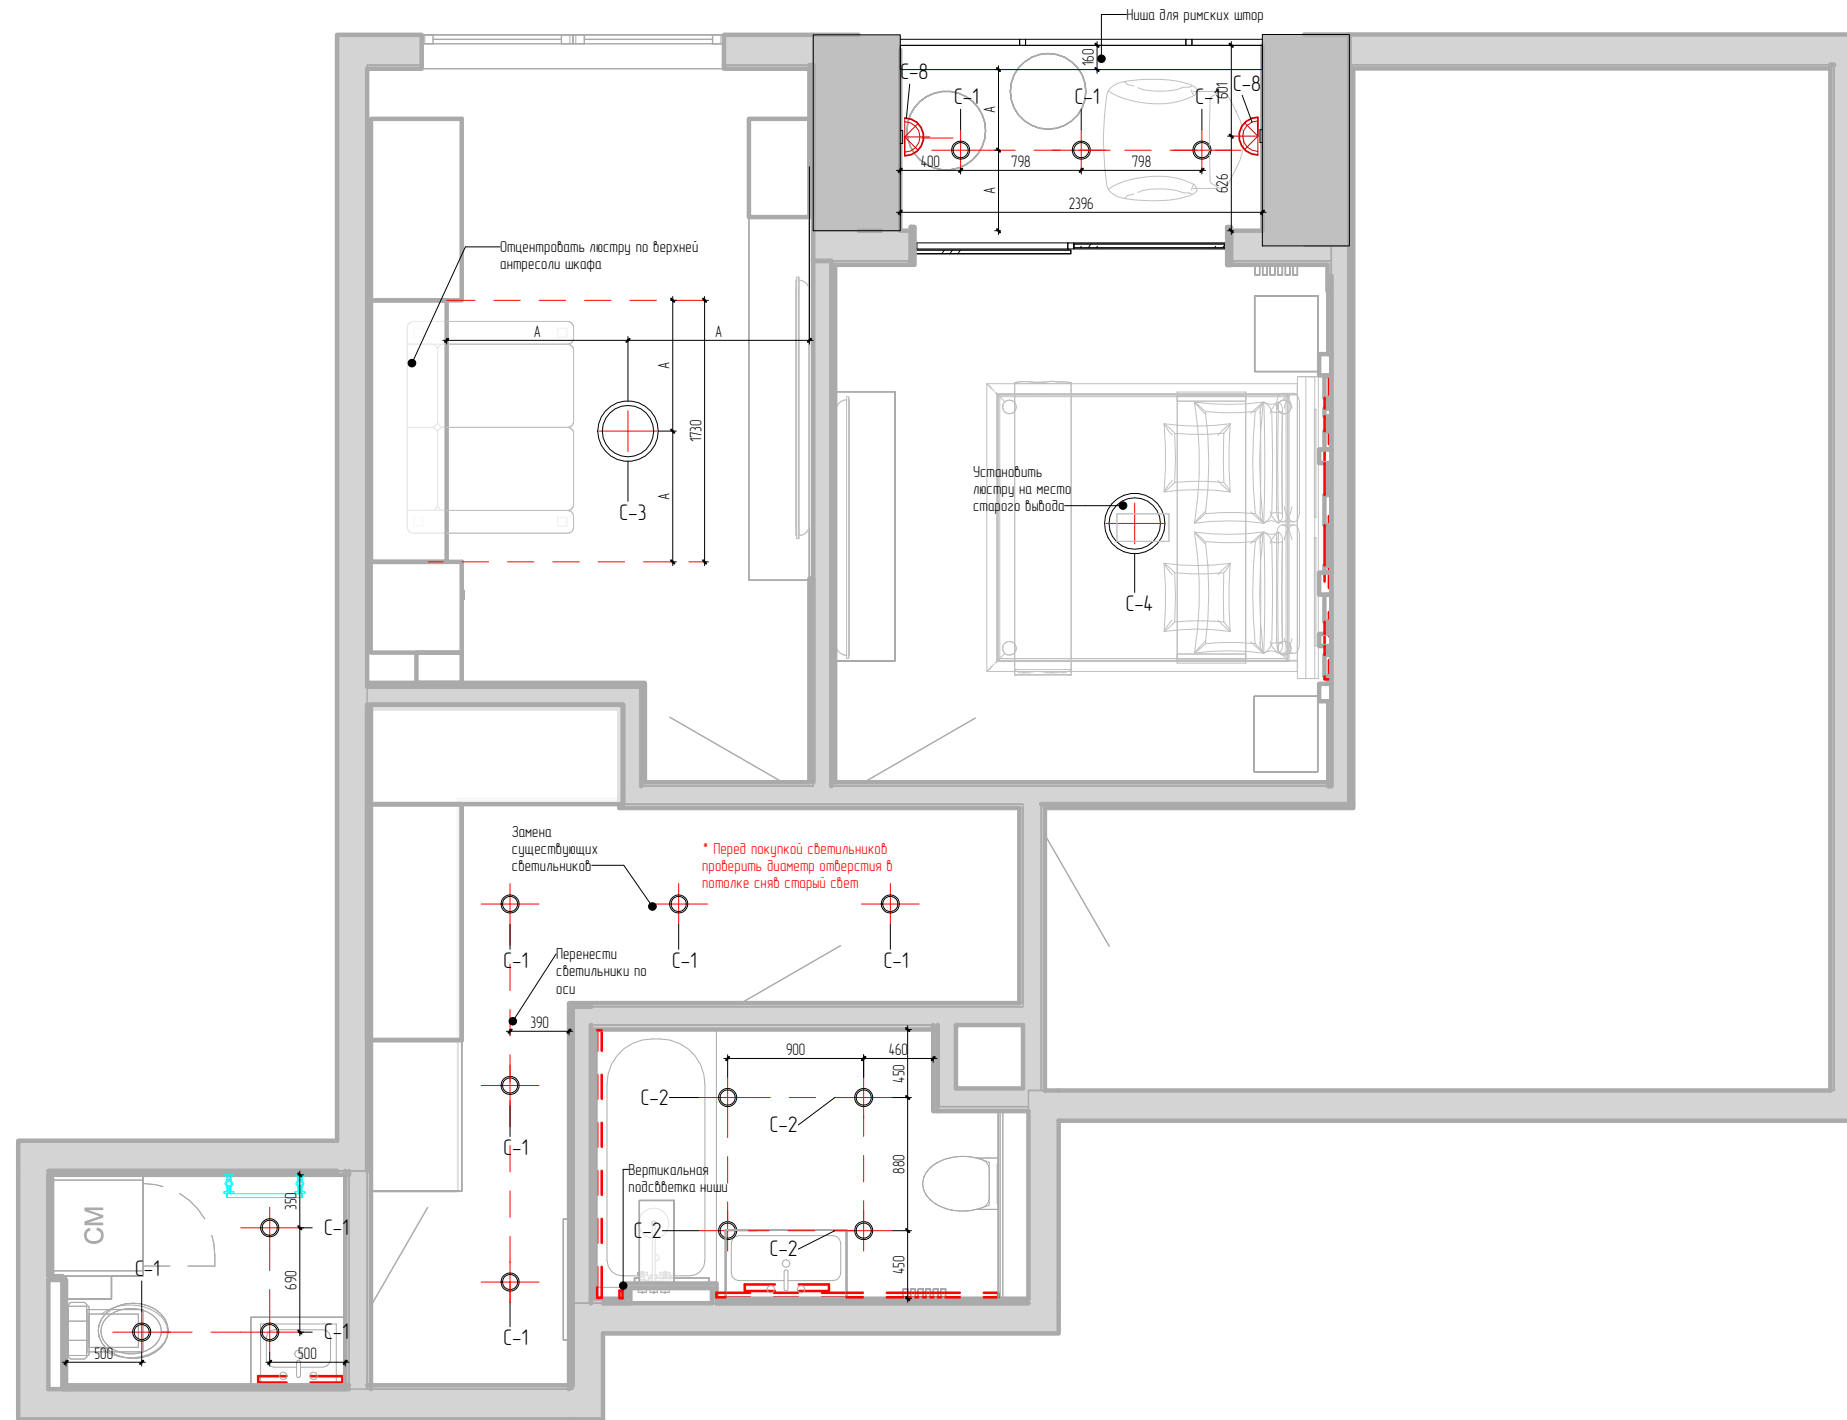 Ниша для римских штор
160
С-8
С-1
С-1
С-1
601
С-8
А
400
798
798
А
626
2396
Отцентровать люстру по верхней
антресоли шкафа
А
А
А
1730
А
С-3
Установить
люстру на место
старого вывода
С-4
Замена
существующих
светильников
* Перед покупкой светильников
проверить диаметр отверстия в
потолке сняв старый свет
С-1
С-1
С-1
Перенести
светильники по
оси
390
900
460
450
С-2
С-2
С-1
880
Вертикальная
подсвветка ниши
С-2
С-2
450
С-1
СМ
350
С-1
С-1
690
С-1
500
500